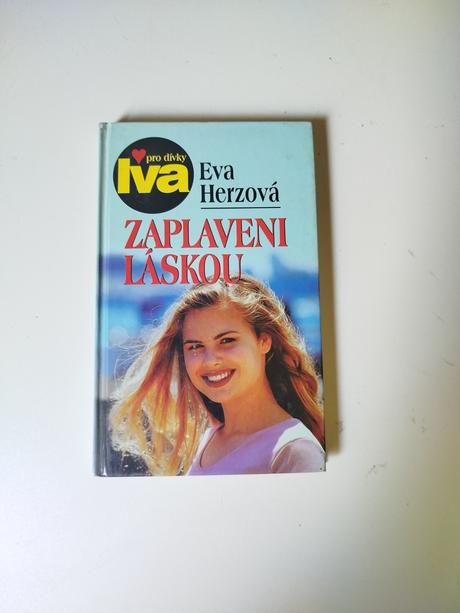 pro dívky
Iva
Eva
Herzová
ZAPLAVENI
LÁSKOU